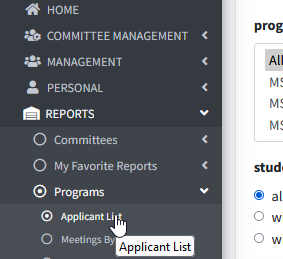 HOME
COMMITTEE MANAGEMENT
MANAGEMENT
PERSONAL
REPORTS
Committees
My Favorite Reports
Programs
Applicant List
Meetings By
Applicant List
prog
All
MS
MS
MS
stud
al
w
w